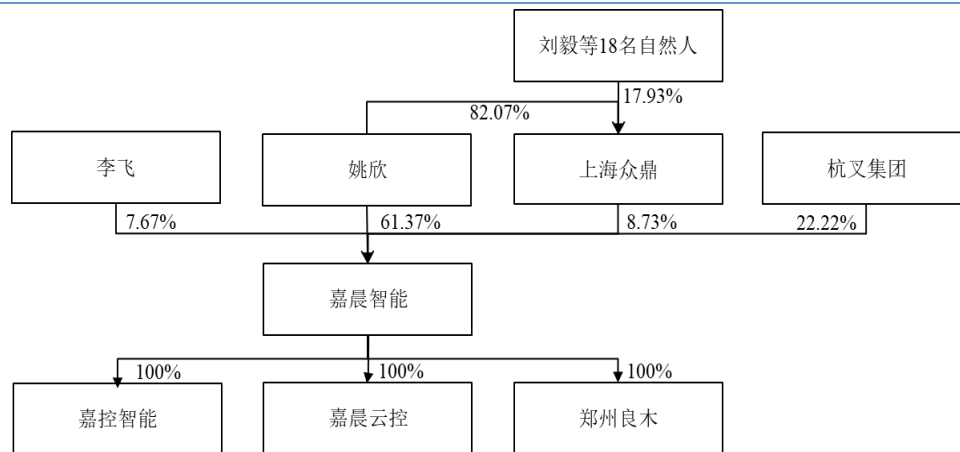 刘毅等18名自然人
17.93%
82.07%
李飞
姚欣
上海众鼎
杭叉集团
7.67%
61.37%
8.73%
22.22%
嘉晨智能
100%
100%
100%
嘉控智能
嘉晨云控
郑州良木